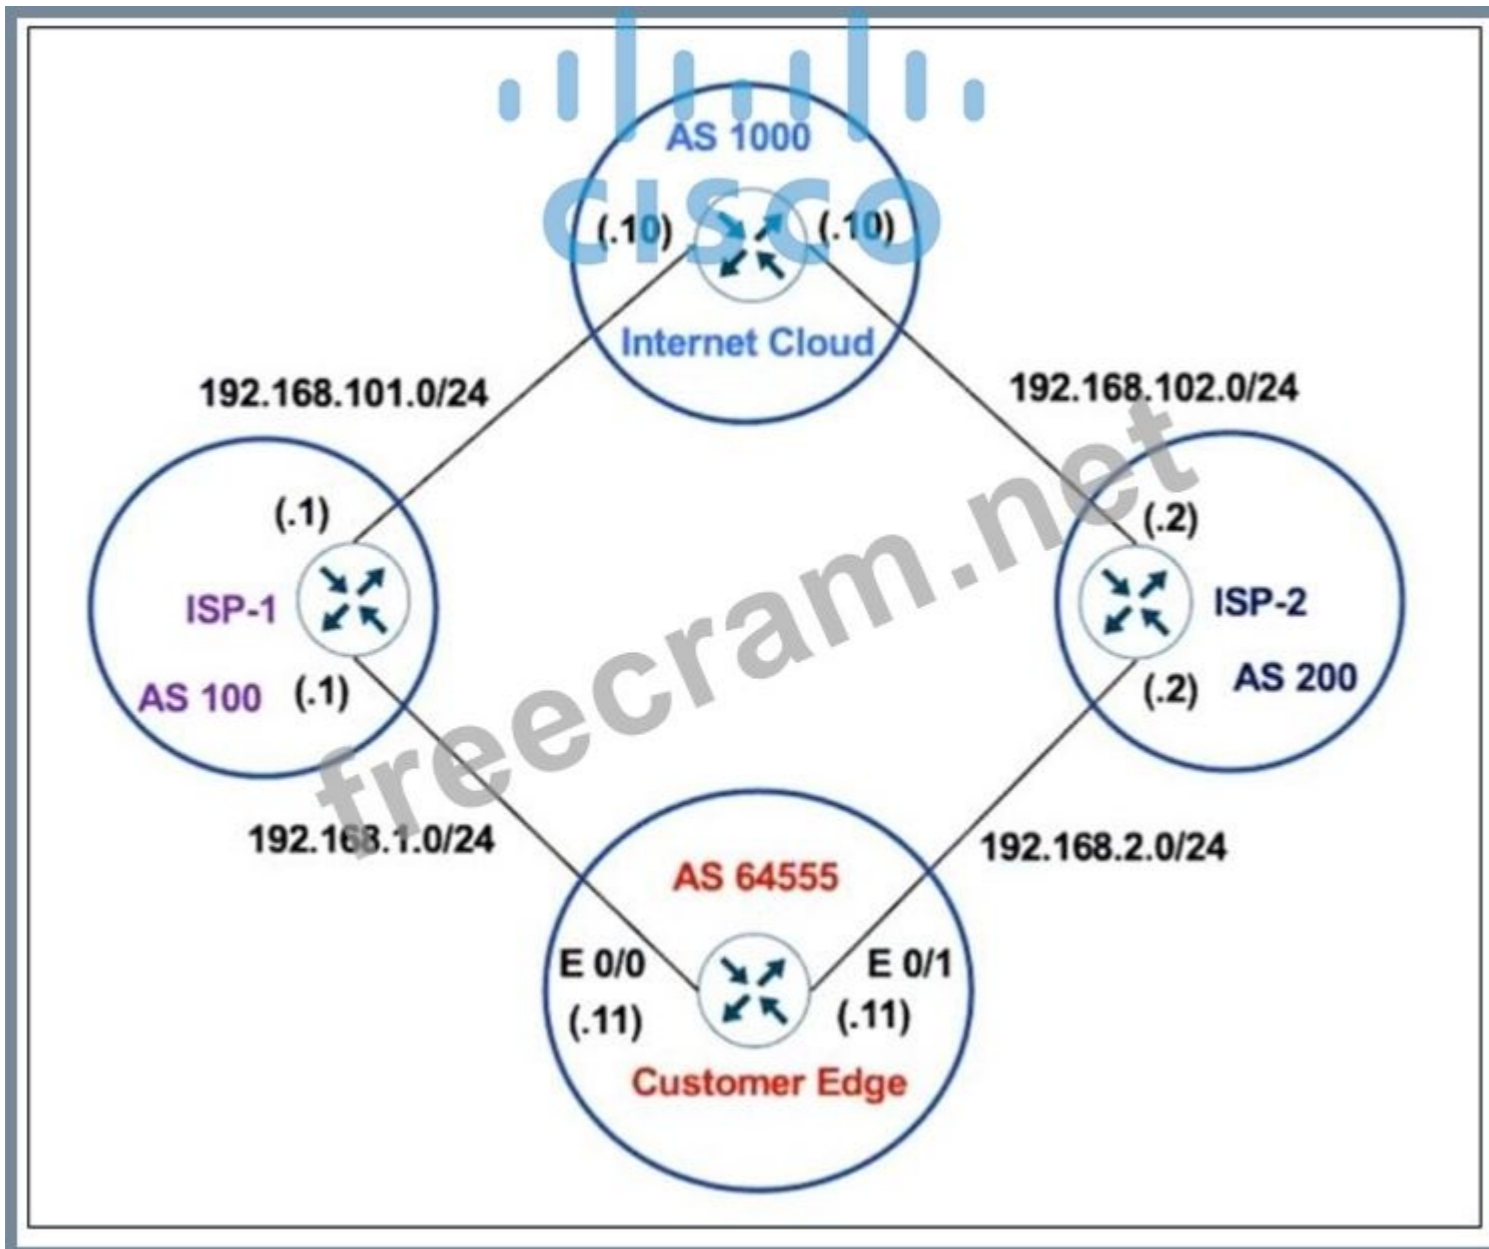 AS 1000
CISCO
(.10)
(.10)
Internet Cloud
192.168.101.0/24
192.168.102.0/24
(.1)
(.2)
ISP-1
ISP-2
AS 100
(.1)
(.2)
AS 200
freecram.net
192.168.1.0/24
192.168.2.0/24
AS 64555
E 0/0
E 0/1
(.11)
(.11)
Customer Edge